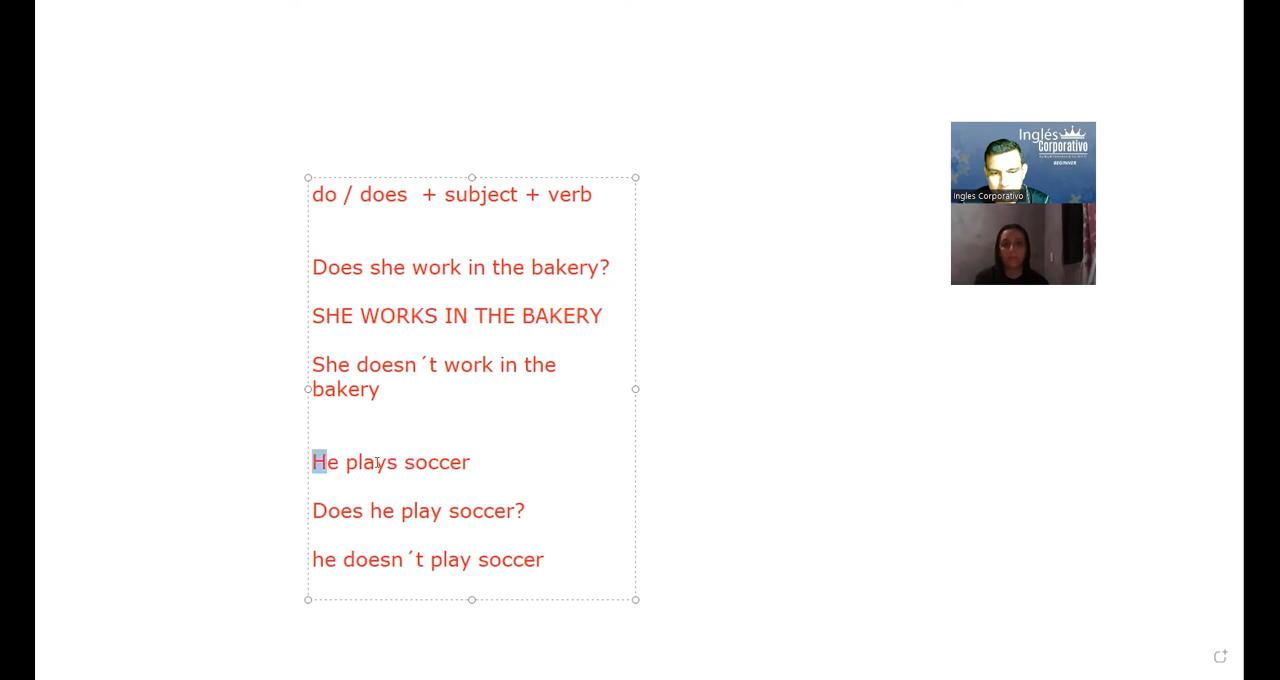 do / does + subject + verb
Does she work in the bakery?
SHE WORKS IN THE BAKERY
She doesn´t work in the
bakery
He plays soccer
Does he play soccer?
he doesn´t play soccer
Inglés
Corporativo
BEGINNER
Ingles Corporativo